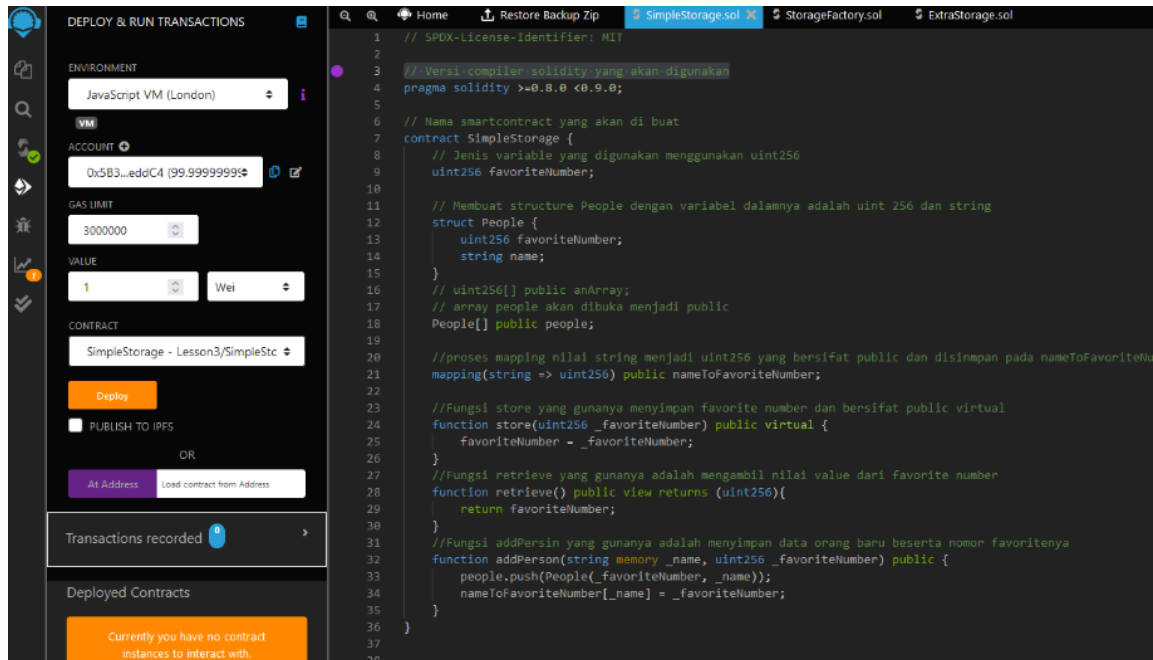 DEPLOY & RUN TRANSACTIONS
ENVIRONMENT
JavaScript VM (London)
VM
ACCOUNT
0x5B3...eddC4 (99.9999999
GAS LIMIT
3000000
VALUE
1
Wei
CONTRACT
SimpleStorage - Lesson3/SimpleStc
Deploy
PUBLISH TO IPFS
OR
At Address
Load contract from Address
Transactions recorded 0
Deployed Contracts
Currently you have no contract
instances to interact with.
1
Home
Restore Backup Zip
SimpleStorage.sol
StorageFactory.sol
ExtraStorage.sol
1 // SPDX-License-Identifier: MIT
2
3 // Versi compiler solidity yang akan digunakan
4 pragma solidity >=0.8.0 <0.9.0;
5
6 // Nama smartcontract yang akan di buat
7 contract SimpleStorage {
8 // Jenis variable yang digunakan menggunakan uint256
9 uint256 favoriteNumber;
10
11 // Membuat structure People dengan variabel dalamnya adalah uint 256 dan string
12 struct People {
13 uint256 favoriteNumber;
14 string name;
15 }
16 // uint256[] public anArray;
17 // array people akan dibuka menjadi public
18 People[] public people;
19
20 //proses mapping nilai string menjadi uint256 yang bersifat public dan disinmpan pada nameToFavoriteNu
21 mapping(string => uint256) public nameToFavoriteNumber;
22
23 //Fungsi store yang gunanya menyimpan favorite number dan bersifat public virtual
24 function store(uint256 _favoriteNumber) public virtual {
25 favoriteNumber = _favoriteNumber;
26 }
27 //Fungsi retrieve yang gunanya adalah mengambil nilai value dari favorite number
28 function retrieve() public view returns (uint256){
29 return favoriteNumber;
30 }
31 //Fungsi addPersin yang gunanya adalah menyimpan data orang baru beserta nomor favoritenya
32 function addPerson(string memory _name, uint256 _favoriteNumber) public {
33 people.push(People(_favoriteNumber, _name));
34 nameToFavoriteNumber[_name] = _favoriteNumber;
35 }
36 }
37